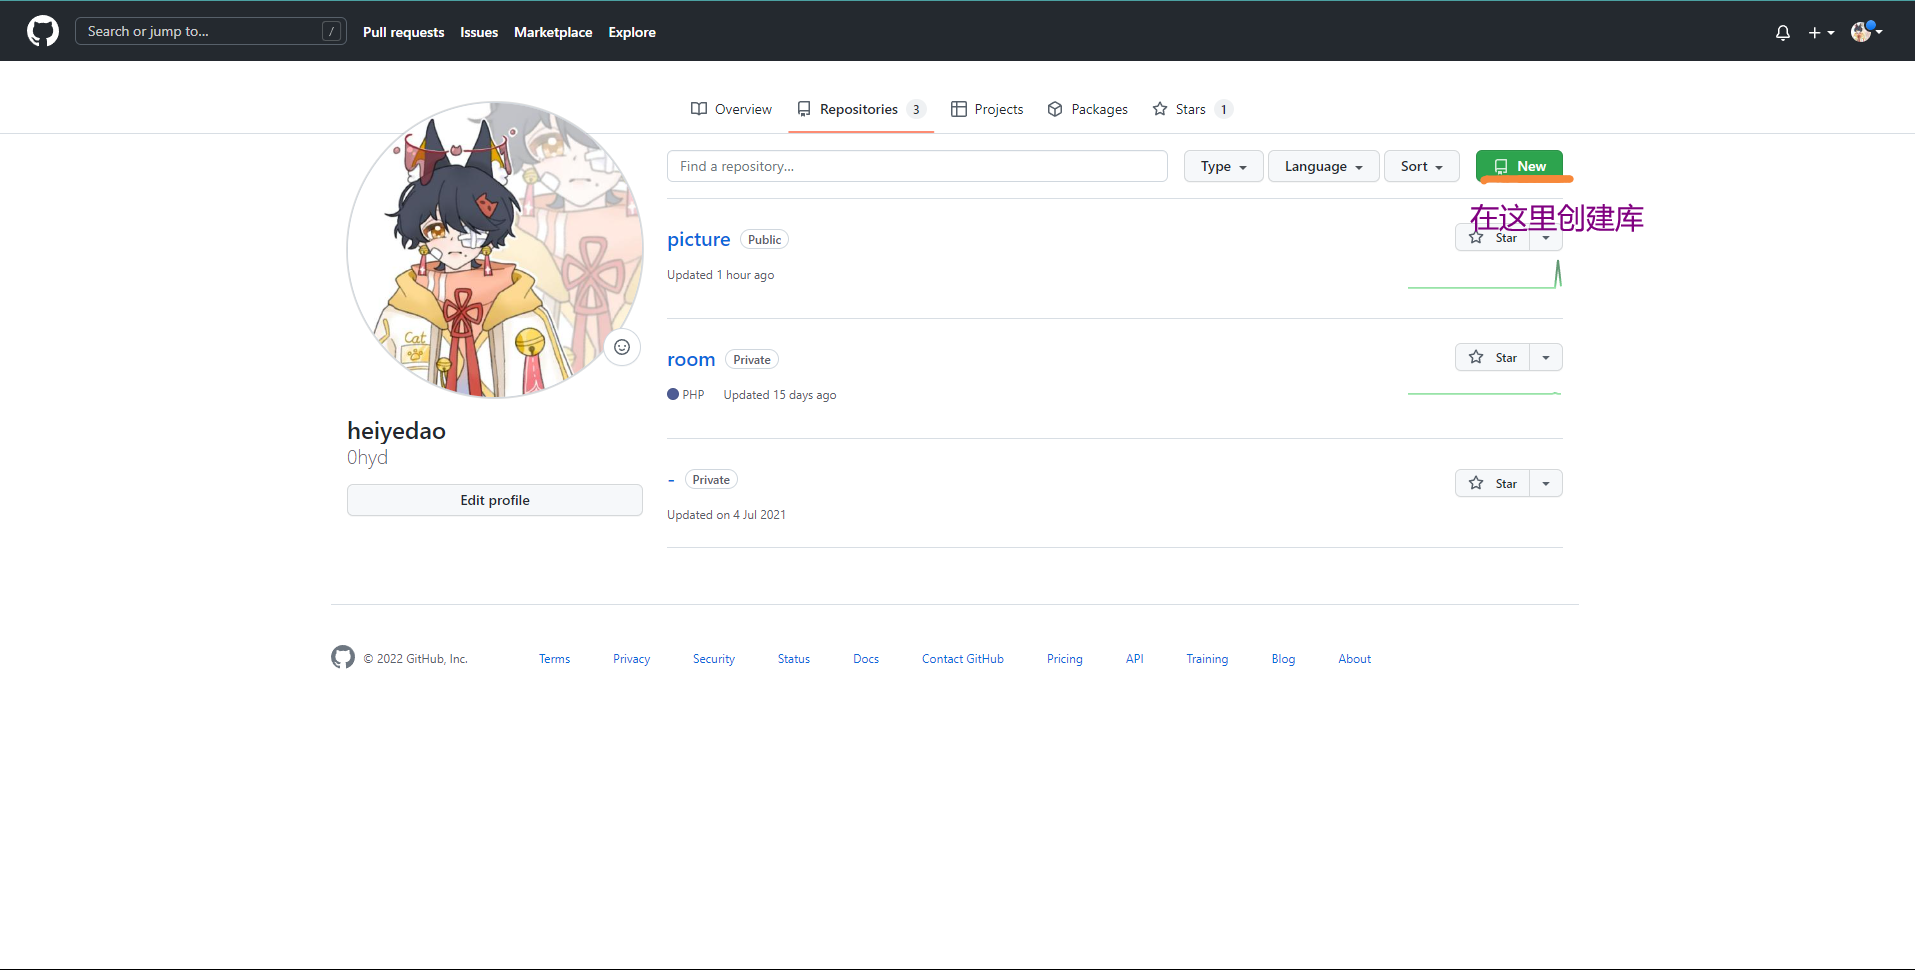 Search or jump to...
/
Pull requests
Issues
Marketplace
Explore
Overview
Repositories 3
Projects
Packages
Stars 1
Find a repository...
Type
Language
Sort
New
在这里创建库
picture Public
Star
Updated 1 hour ago
room Private
Star
PHP Updated 15 days ago
- Private
Star
Updated on 4 Jul 2021
Cat
heiyedao
0hyd
Edit profile
© 2022 GitHub, Inc.
Terms
Privacy
Security
Status
Docs
Contact GitHub
Pricing
API
Training
Blog
About